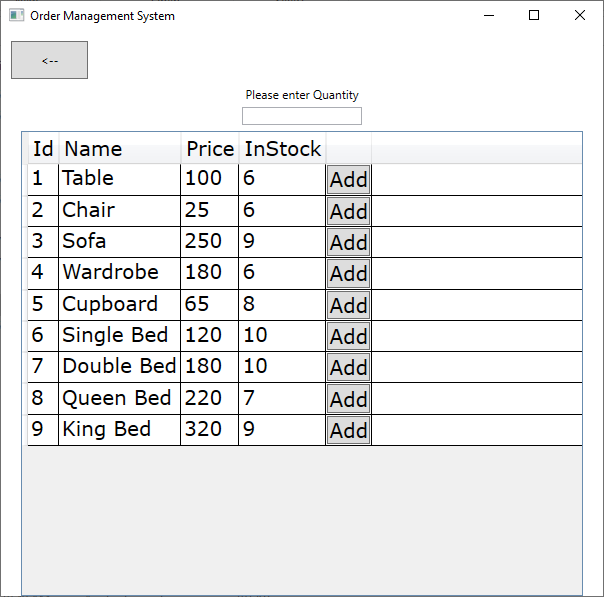 Order Management System
<--
Please enter Quantity
Id Name Price InStock
1 Table 100 6 Add
2 Chair 25 6 Add
3 Sofa 250 9 Add
4 Wardrobe 180 6 Add
5 Cupboard 65 8 Add
6 Single Bed 120 10 Add
7 Double Bed 180 10 Add
8 Queen Bed 220 7 Add
9 King Bed 320 9 Add